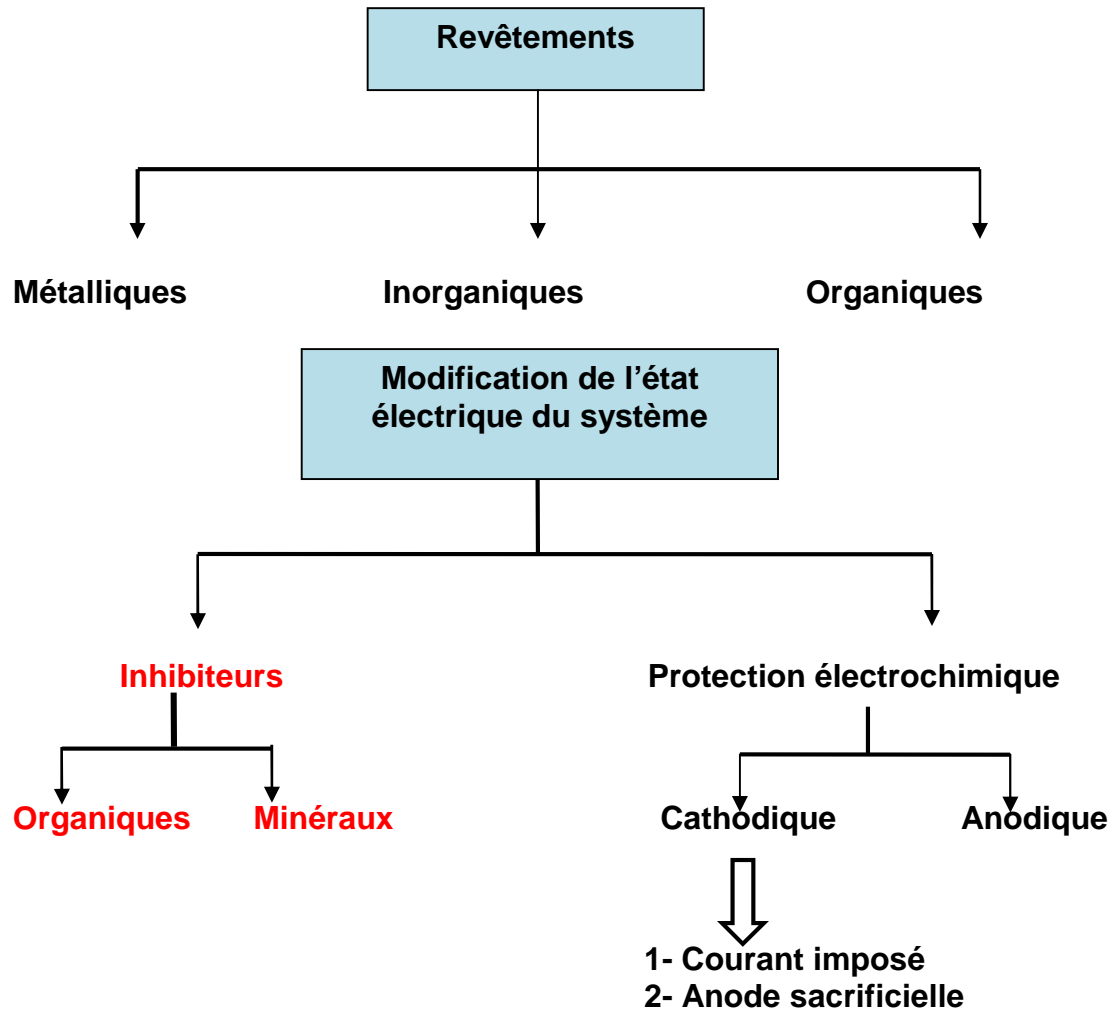 Revêtements
Métalliques Inorganiques Organiques
Modification de l’état
électrique du système
Inhibiteurs Protection électrochimique
Organiques Minéraux Cathodique Anodique
1- Courant imposé
2- Anode sacrificielle